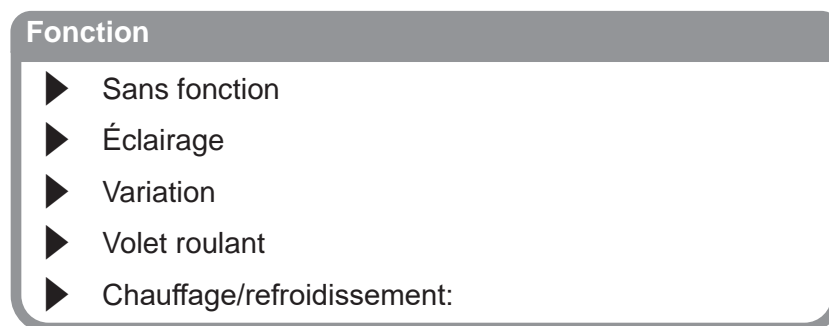 Fonction
Sans fonction
Éclairage
Variation
Volet roulant
Chauffage/refroidissement: